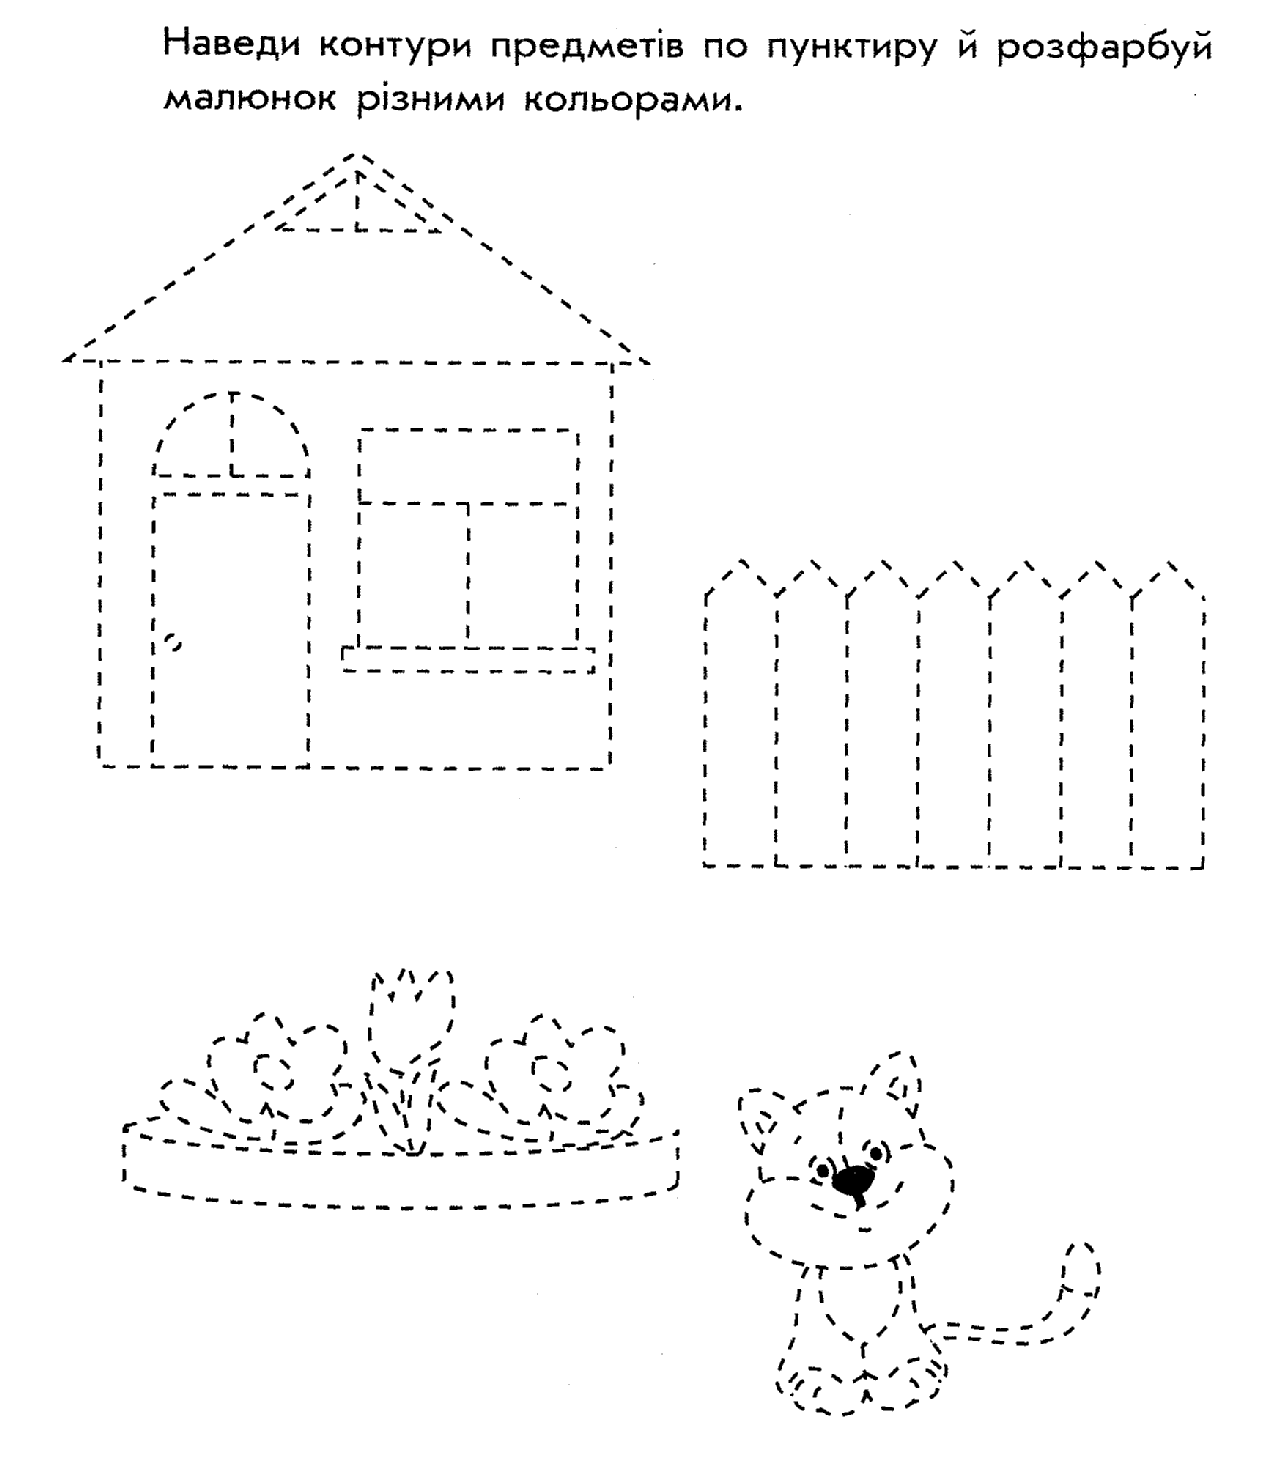 Наведи контури предметів по пунктиру й розфарбуй
малюнок різними кольорами.